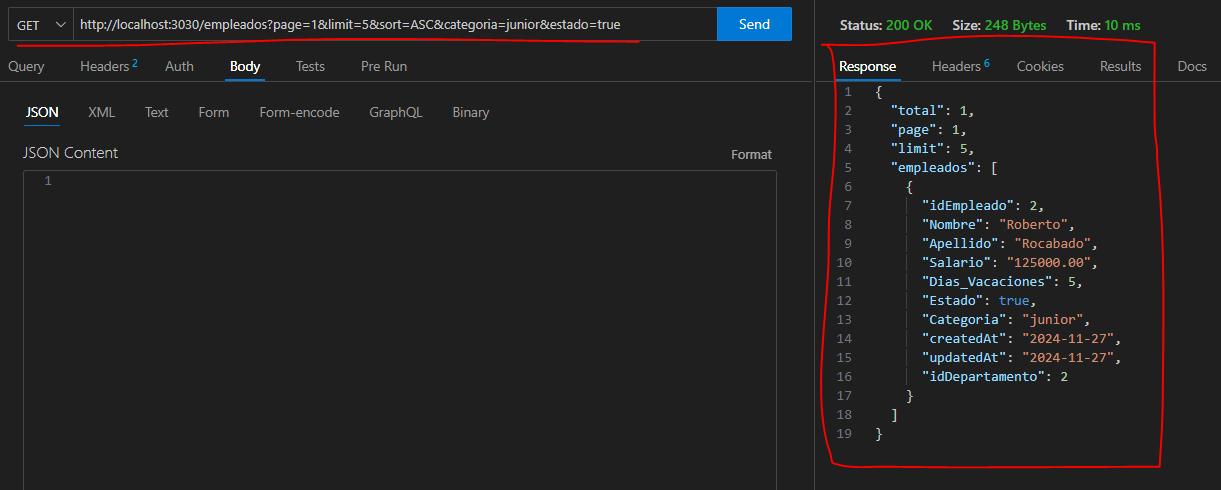 GET http://localhost:3030/empleados?page=1&limit=5&sort=ASC&categoria=junior&estado=true Send
Query Headers 2 Auth Body Tests Pre Run
JSON XML Text Form Form-encode GraphQL Binary
JSON Content Format
1
Status: 200 OK Size: 248 Bytes Time: 10 ms
Response Headers 6 Cookies Results Docs
1 {
2 "total": 1,
3 "page": 1,
4 "limit": 5,
5 "empleados": [
6 {
7 "idEmpleado": 2,
8 "Nombre": "Roberto",
9 "Apellido": "Rocabado",
10 "Salario": "125000.00",
11 "Dias_Vacaciones": 5,
12 "Estado": true,
13 "Categoria": "junior",
14 "createdAt": "2024-11-27",
15 "updatedAt": "2024-11-27",
16 "idDepartamento": 2
17 }
18 ]
19 }